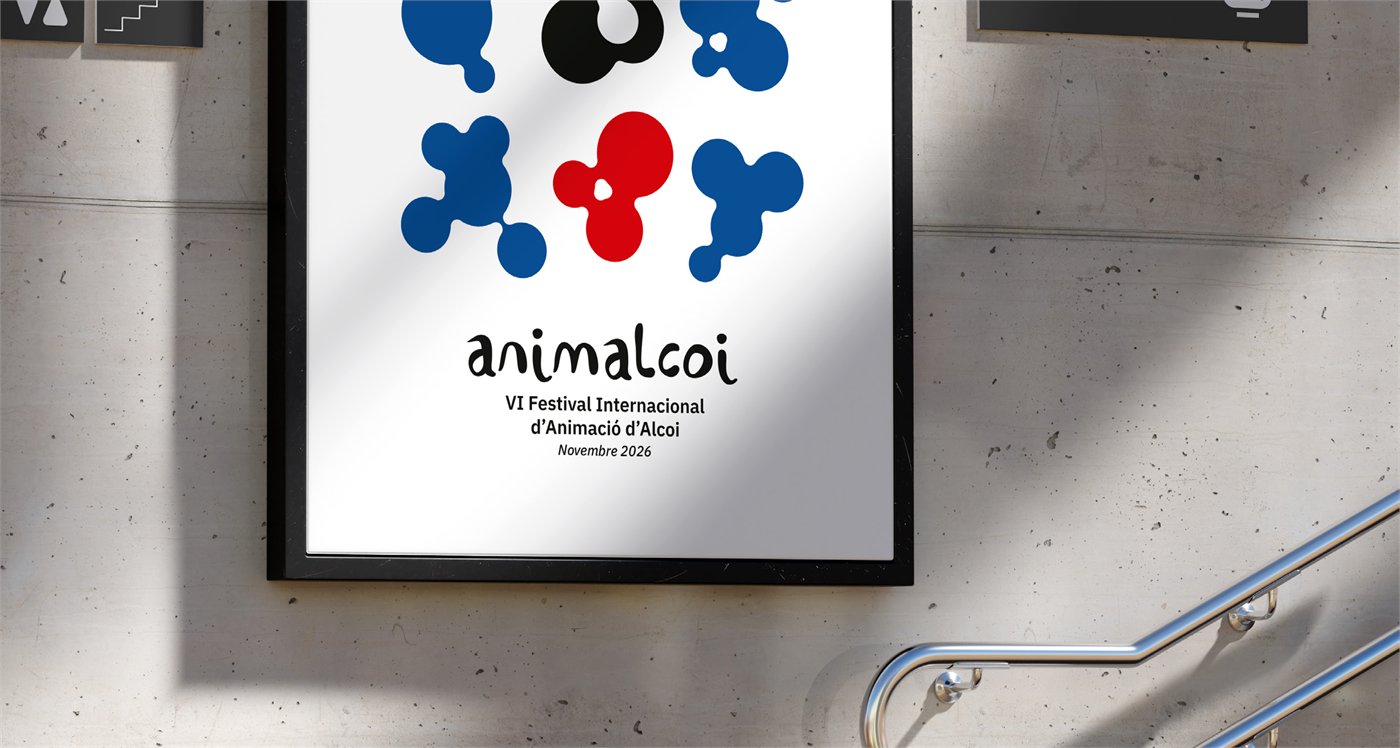 animalcoi
VI Festival Internacional
d’Animació d’Alcoi
Novembre 2026